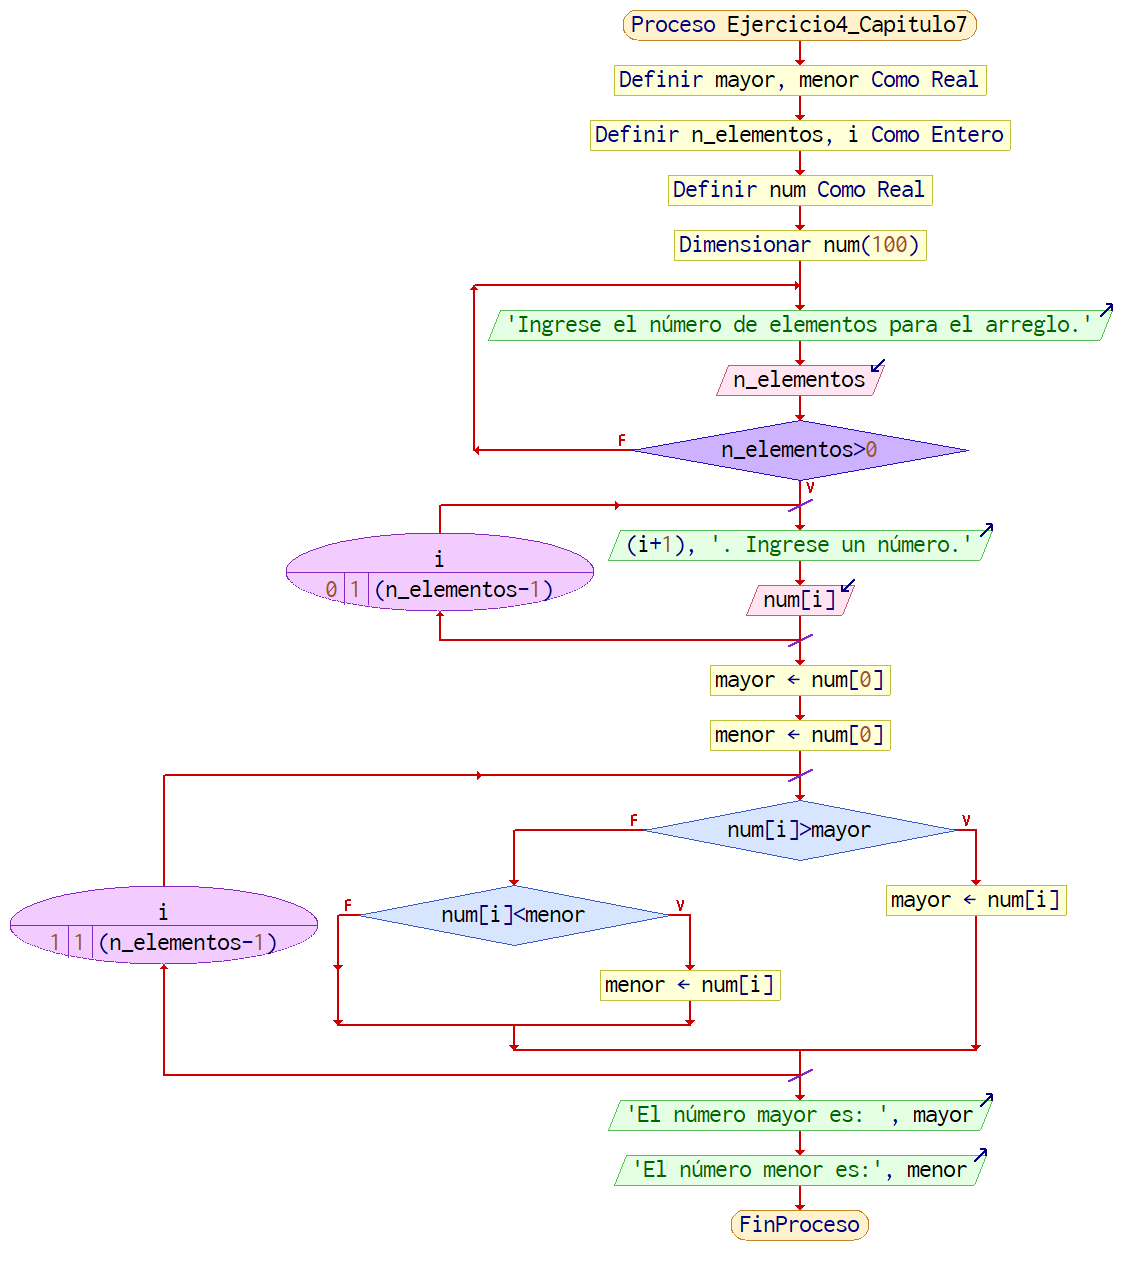 Proceso Ejercicio4_Capitulo7
Definir mayor, menor Como Real
Definir n_elementos, i Como Entero
Definir num Como Real
Dimensionar num(100)
'Ingrese el número de elementos para el arreglo.'
n_elementos
F
n_elementos>0
V
(i+1), '. Ingrese un número.'
i
0 1 (n_elementos-1)
num[i]
mayor ← num[0]
menor ← num[0]
F
num[i]>mayor
V
F
num[i]<menor
V
mayor ← num[i]
i
1 1 (n_elementos-1)
menor ← num[i]
'El número mayor es: ', mayor
'El número menor es:', menor
FinProceso